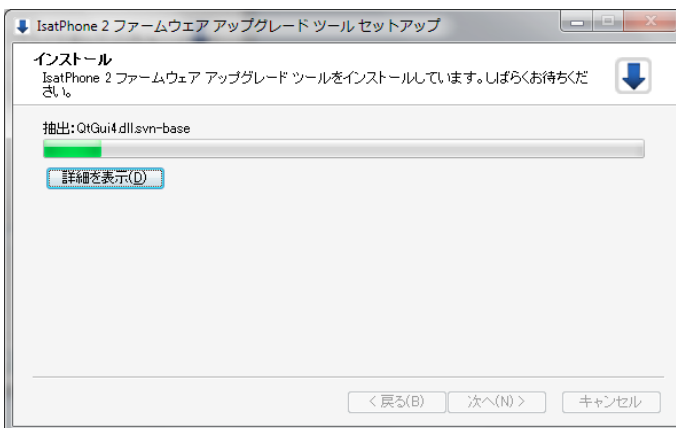 IsatPhone 2 ファームウェア アップグレード ツール セットアップ
インストール
IsatPhone 2 ファームウェア アップグレード ツールをインストールしています。しばらくお待ちくだ
さい。
抽出: QtGui4.dll.svn-base
詳細を表示(D)
< 戻る(B) 次へ(N) > キャンセル